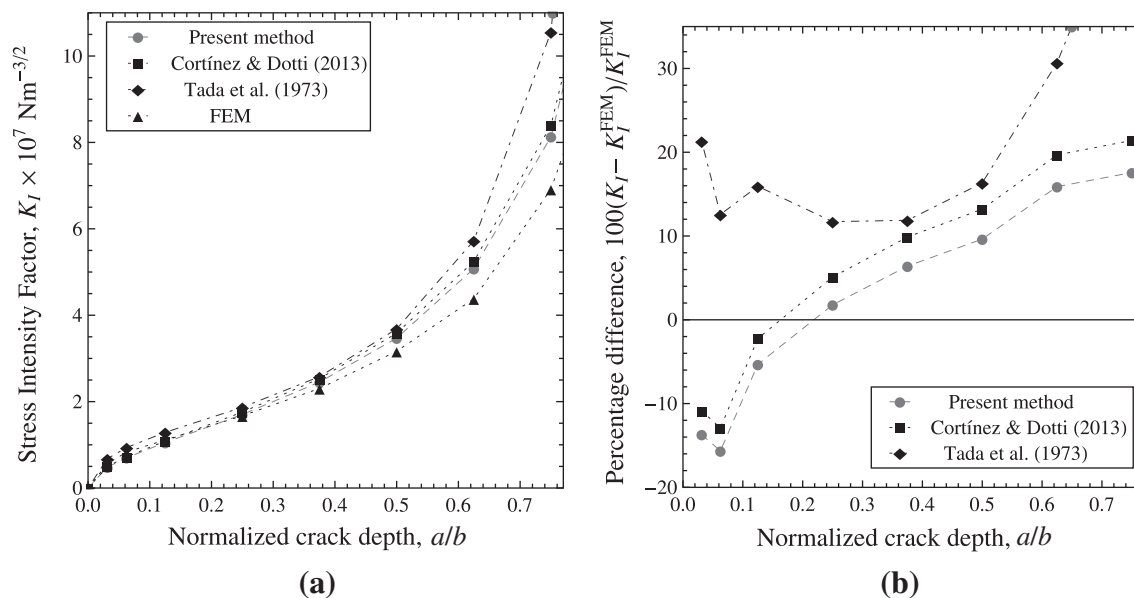 Stress Intensity Factor, K_I × 10⁷ Nm⁻³/²
10
8
6
4
2
0
0.0 0.1 0.2 0.3 0.4 0.5 0.6 0.7
Normalized crack depth, a/b
Present method
Cortínez & Dotti (2013)
Tada et al. (1973)
FEM
(a)
Percentage difference, 100(K_I − K_I^FEM)/K_I^FEM
30
20
10
0
−10
−20
0.0 0.1 0.2 0.3 0.4 0.5 0.6 0.7
Normalized crack depth, a/b
Present method
Cortínez & Dotti (2013)
Tada et al. (1973)
(b)